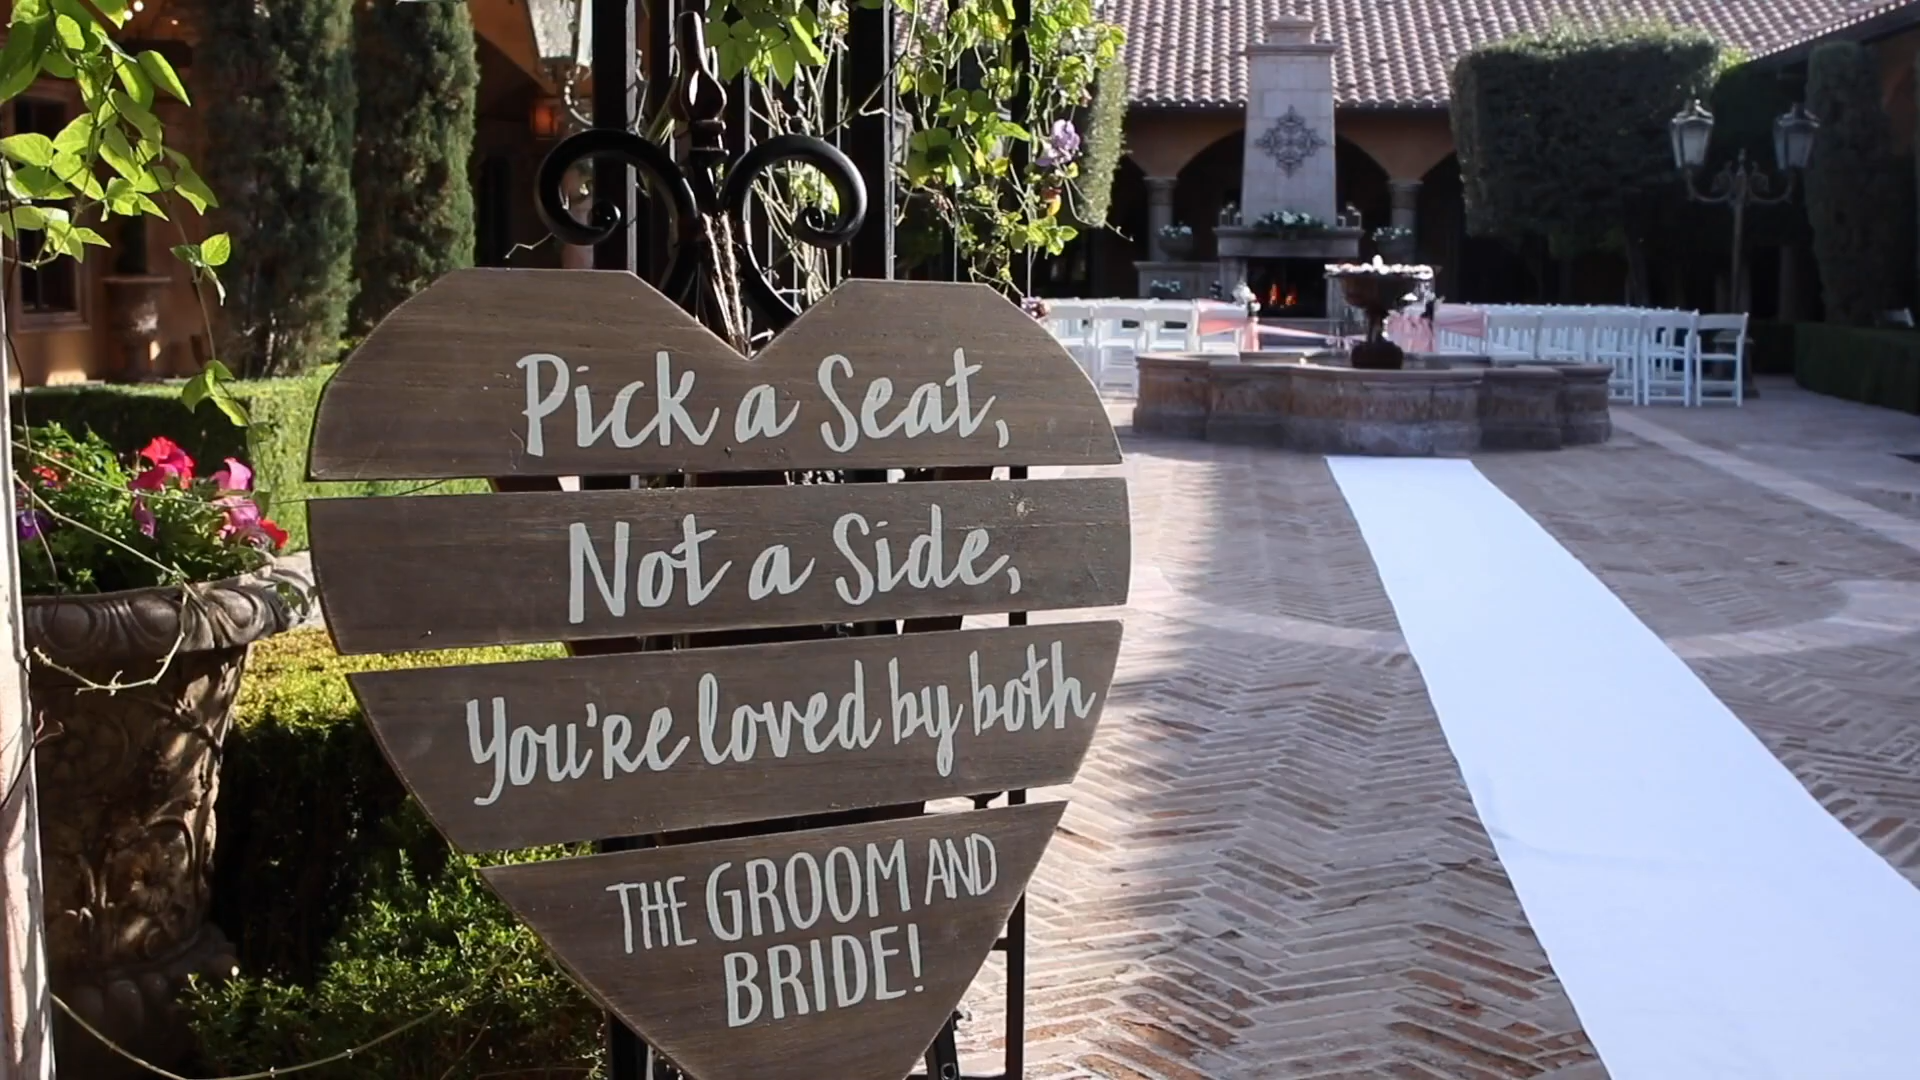 Pick a Seat,
Not a Side,
You're loved by both
THE GROOM AND
BRIDE!